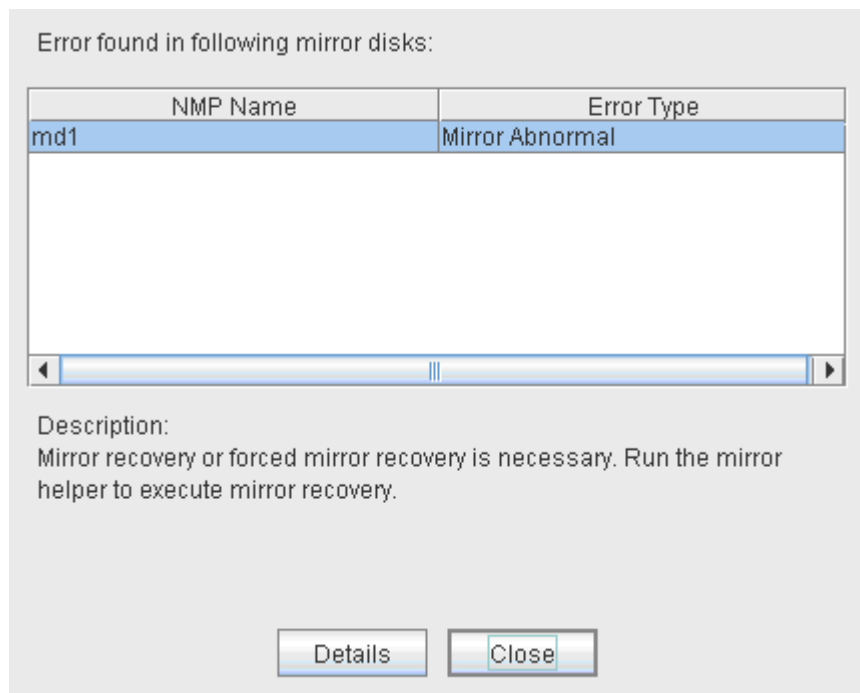 Error found in following mirror disks:
NMP Name Error Type
md1 Mirror Abnormal
Description:
Mirror recovery or forced mirror recovery is necessary. Run the mirror
helper to execute mirror recovery.
Details Close